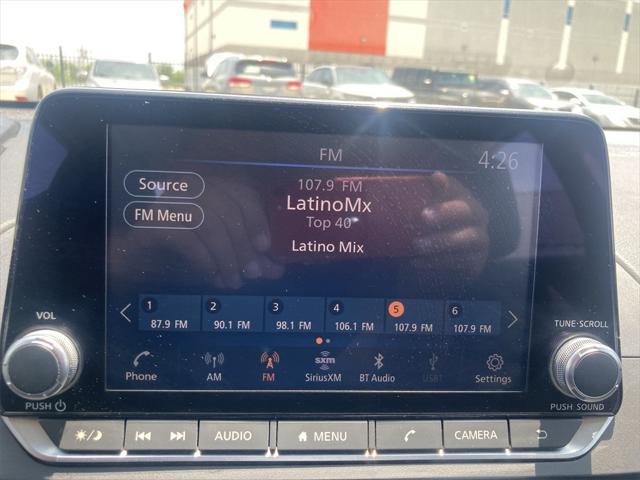 FM
4:26
Source
FM Menu
107.9 FM
LatinoMx
Top 40
Latino Mix
1 2 3 4 5 6
87.9 FM 90.1 FM 98.1 FM 106.1 FM 107.9 FM 107.9 FM
sxm
Phone AM FM SiriusXM BT Audio USB1 Settings
VOL
PUSH
TUNE·SCROLL
PUSH SOUND
AUDIO MENU CAMERA